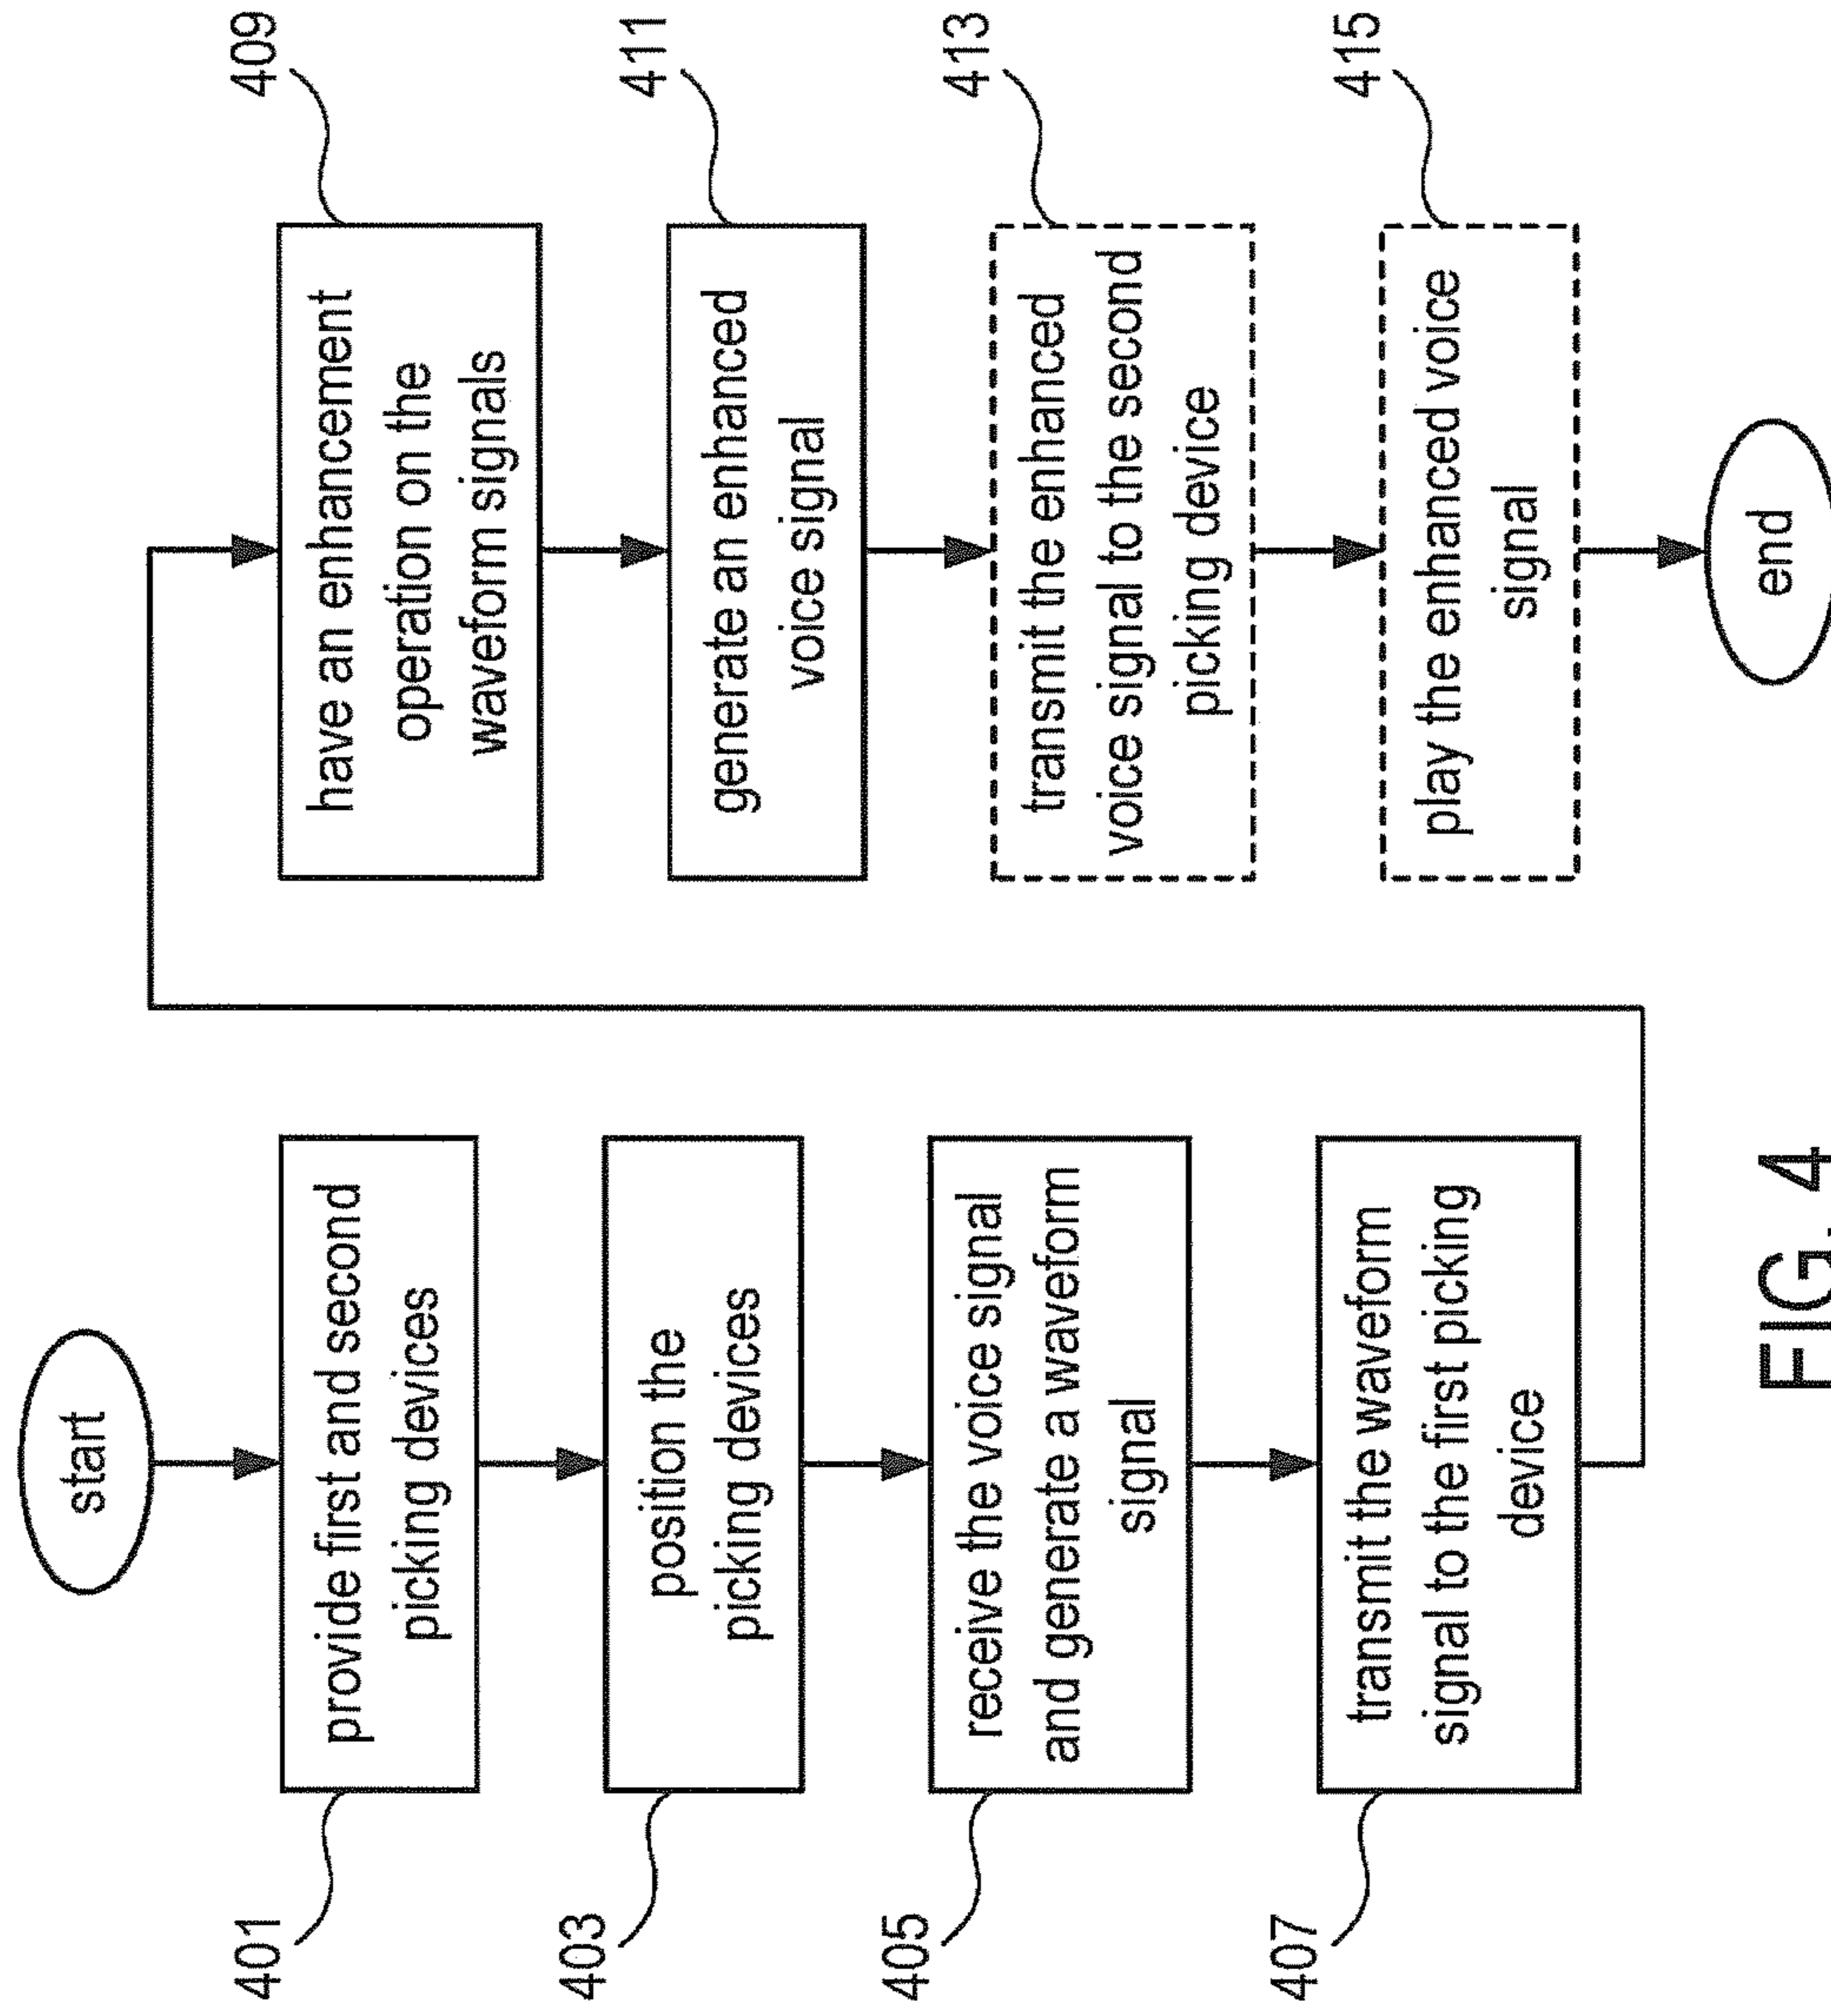 start
401
provide first and second
picking devices
403
position the
picking devices
405
receive the voice signal
and generate a waveform
signal
407
transmit the waveform
signal to the first picking
device
409
have an enhancement
operation on the
waveform signals
411
generate an enhanced
voice signal
413
transmit the enhanced
voice signal to the second
picking device
415
play the enhanced voice
signal
end
FIG. 4